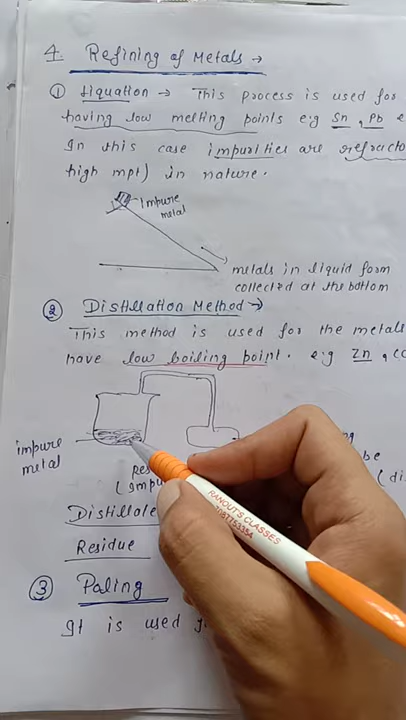 4. Refining of Metals →
① Liquation → This process is used for
having low melting points e.g Sn, Pb
In this case impurities are
high mpt) in nature.
Impure
metal
metals in liquid form
collected at the bottom
② Distillation Method →
This method is used for the metals
have low boiling point. e.g Zn,
impure
metal
be
Distillate
Residue
RANOUT'S CLASSES
③ Paling
It is used